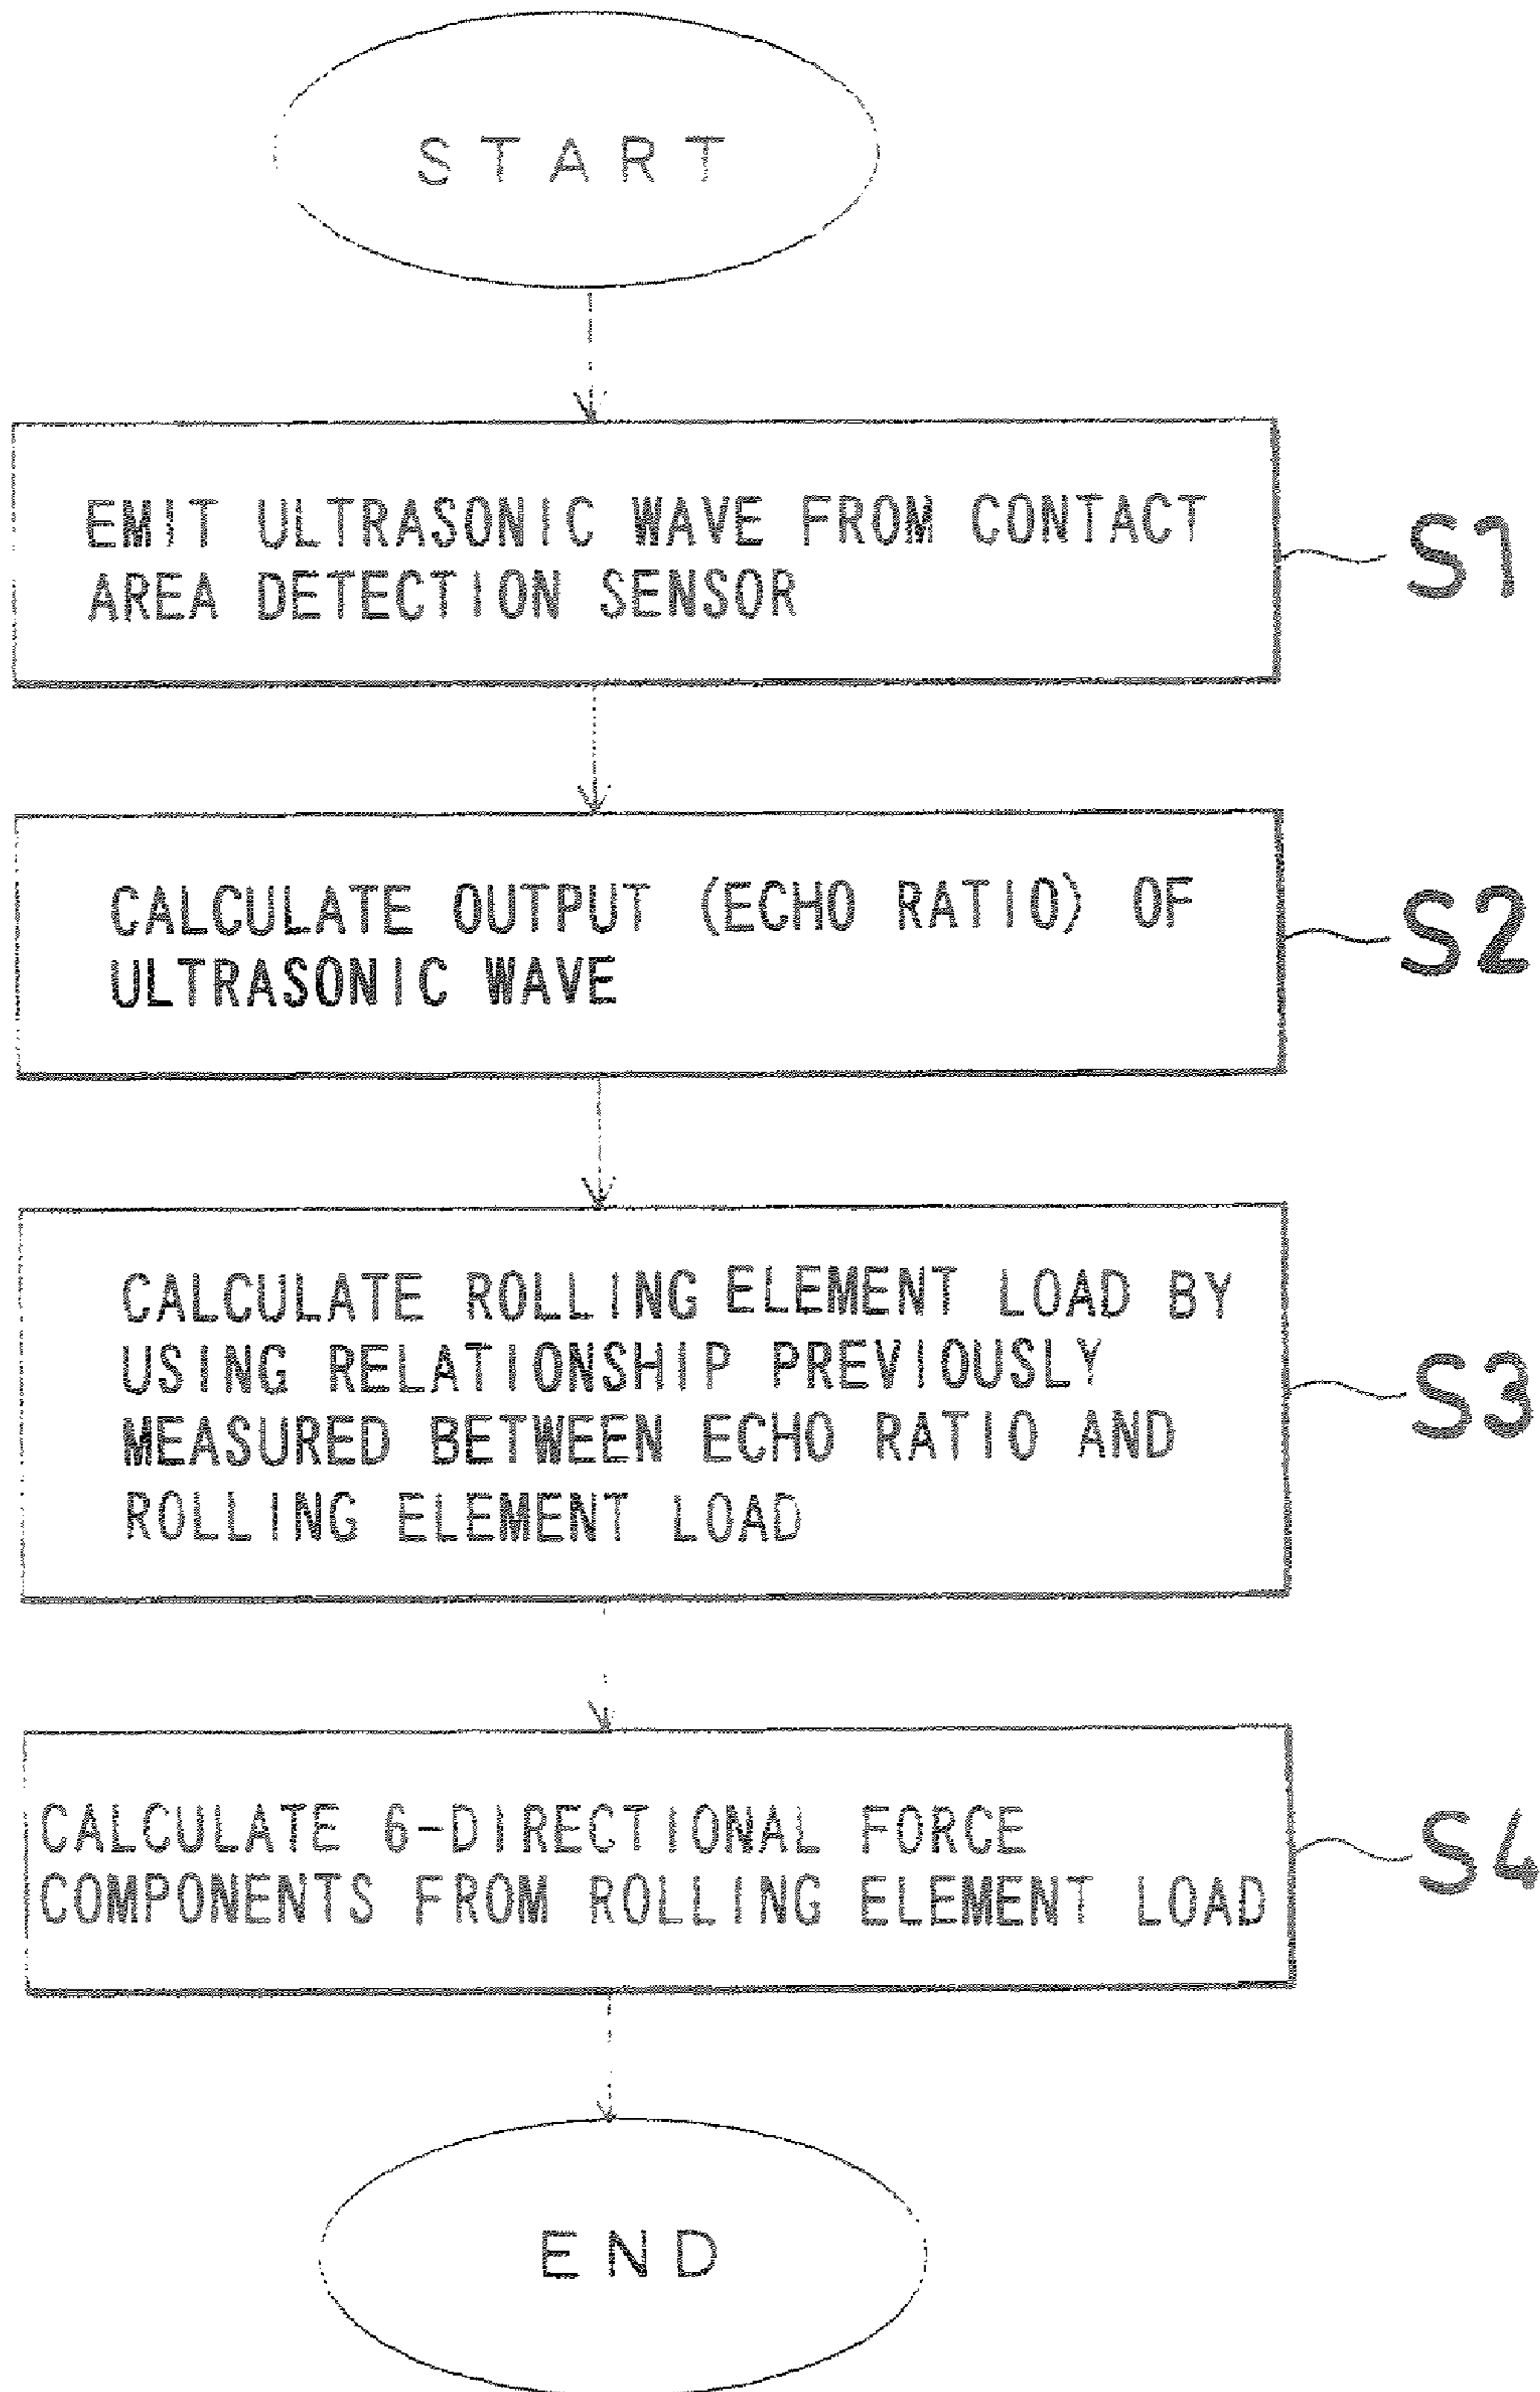 START
EMIT ULTRASONIC WAVE FROM CONTACT
AREA DETECTION SENSOR
S1
CALCULATE OUTPUT (ECHO RATIO) OF
ULTRASONIC WAVE
S2
CALCULATE ROLLING ELEMENT LOAD BY
USING RELATIONSHIP PREVIOUSLY
MEASURED BETWEEN ECHO RATIO AND
ROLLING ELEMENT LOAD
S3
CALCULATE 6-DIRECTIONAL FORCE
COMPONENTS FROM ROLLING ELEMENT LOAD
S4
END